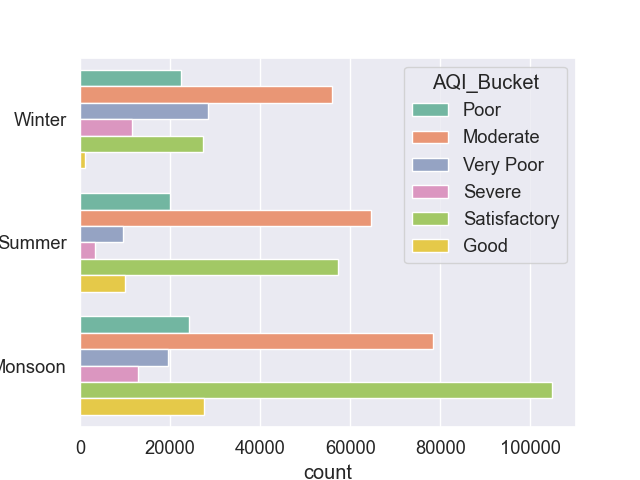 AQI_Bucket
Poor
Moderate
Very Poor
Severe
Satisfactory
Good
Winter
Summer
Monsoon
0 20000 40000 60000 80000 100000
count